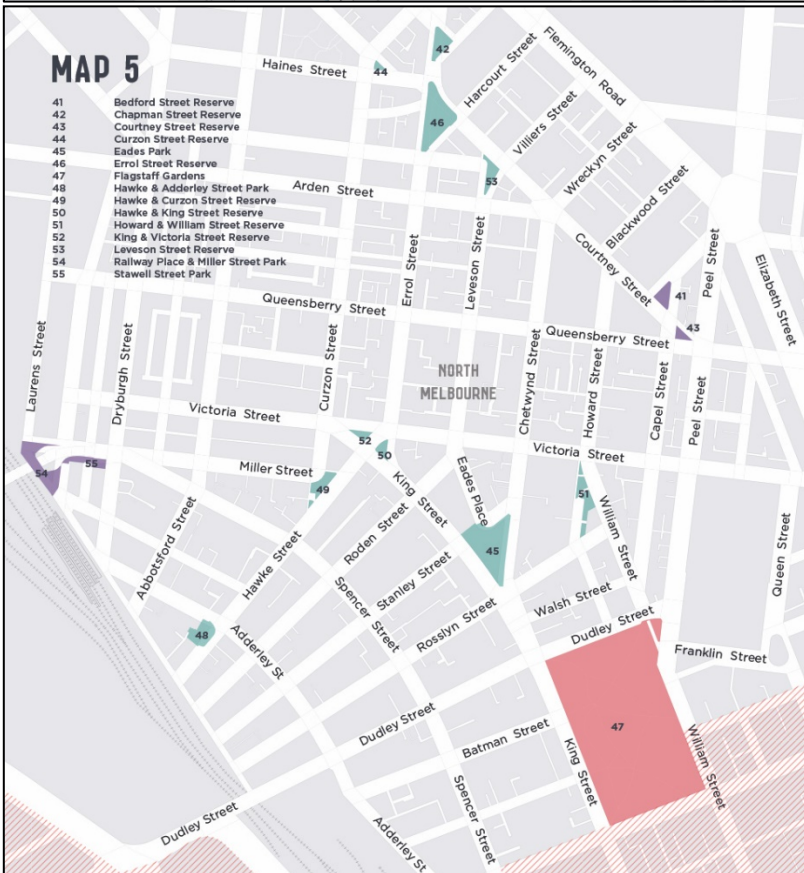 MAP 5
41 Bedford Street Reserve
42 Chapman Street Reserve
43 Courtney Street Reserve
44 Curzon Street Reserve
45 Eades Park
46 Errol Street Reserve
47 Flagstaff Gardens
48 Hawke & Adderley Street Park
49 Hawke & Curzon Street Reserve
50 Hawke & King Street Reserve
51 Howard & William Street Reserve
52 King & Victoria Street Reserve
53 Leveson Street Reserve
54 Railway Place & Miller Street Park
55 Stawell Street Park
Haines Street
44
42
Harcourt Street
Flemington Road
46
Villiers Street
53
Wreckyn Street
Arden Street
Blackwood Street
Errol Street
Leveson Street
Courtney Street
41
Peel Street
Elizabeth Street
43
Queensberry Street
Queensberry Street
Laurens Street
Dryburgh Street
Curzon Street
NORTH
MELBOURNE
Chetwynd Street
Howard Street
Capel Street
Peel Street
Victoria Street
52
50
Victoria Street
54
55
Miller Street
49
King Street
Eades Place
51
William Street
Abbotsford Street
Hawke Street
Roden Street
45
Queen Street
Spencer Street
Stanley Street
Rosslyn Street
Walsh Street
48
Adderley St
Dudley Street
Franklin Street
Dudley Street
47
Batman Street
King Street
William Street
Dudley Street
Adderley St
Spencer Street